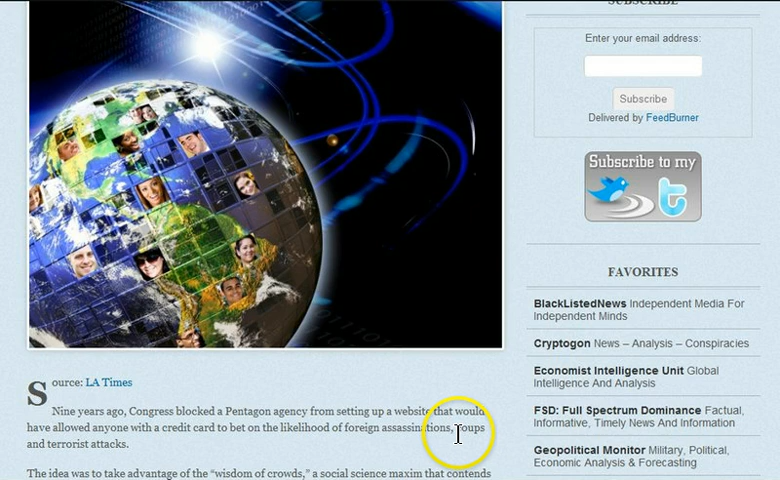 SUBSCRIBE
Enter your email address:
Subscribe
Delivered by FeedBurner
Subscribe to my
t
FAVORITES
BlackListedNews Independent Media For
Independent Minds
Cryptogon News – Analysis – Conspiracies
Economist Intelligence Unit Global
Intelligence And Analysis
FSD: Full Spectrum Dominance Factual,
Informative, Timely News And Information
Geopolitical Monitor Military, Political,
Economic Analysis & Forecasting
Source: LA Times
Nine years ago, Congress blocked a Pentagon agency from setting up a website that would
have allowed anyone with a credit card to bet on the likelihood of foreign assassinations, coups
and terrorist attacks.
The idea was to take advantage of the “wisdom of crowds,” a social science maxim that contends